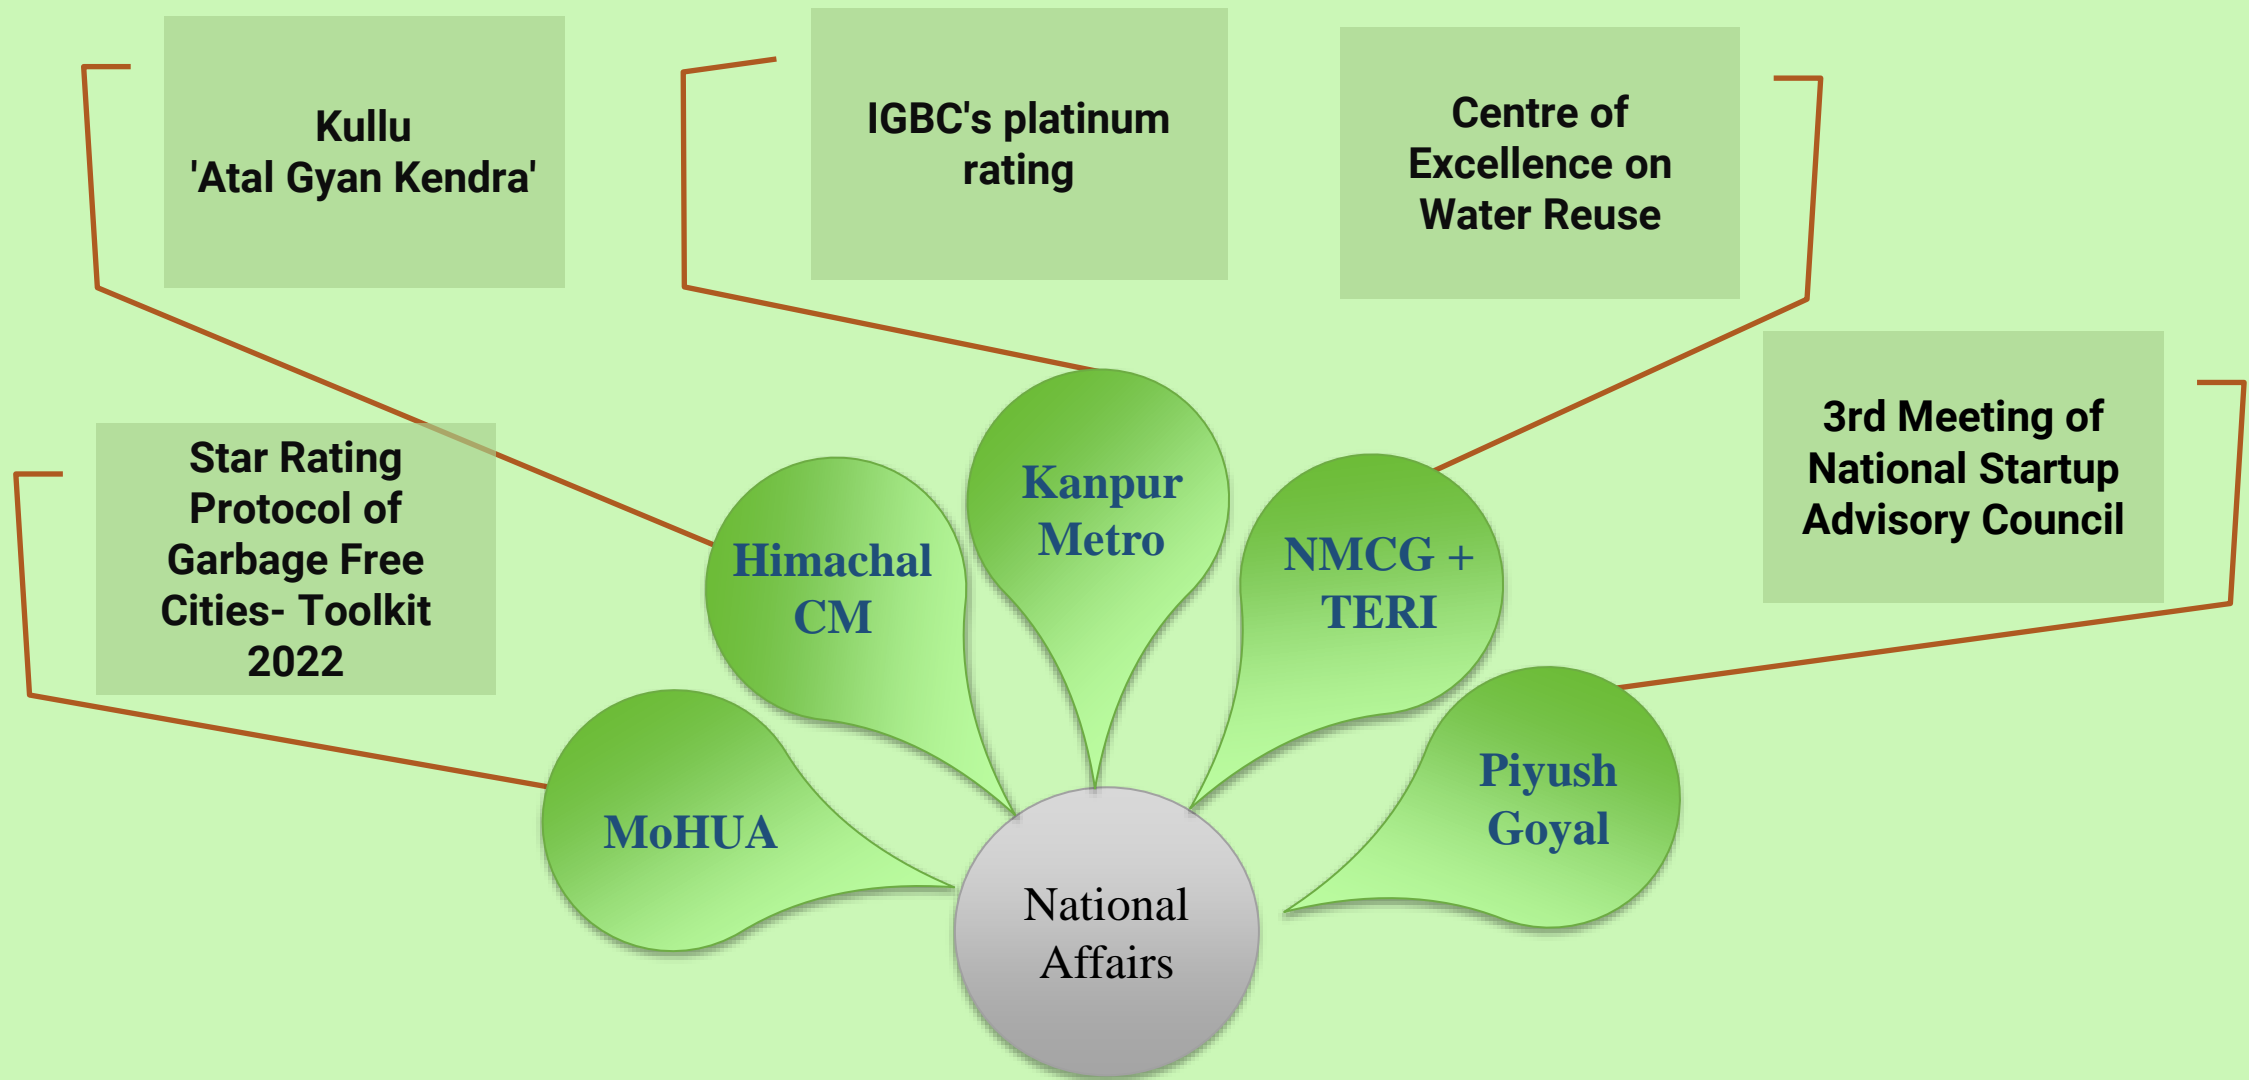 Kullu
'Atal Gyan Kendra'
IGBC's platinum
rating
Centre of
Excellence on
Water Reuse
3rd Meeting of
National Startup
Advisory Council
Star Rating
Protocol of
Garbage Free
Cities- Toolkit
2022
Himachal
CM
Kanpur
Metro
NMCG +
TERI
Piyush
Goyal
MoHUA
National
Affairs